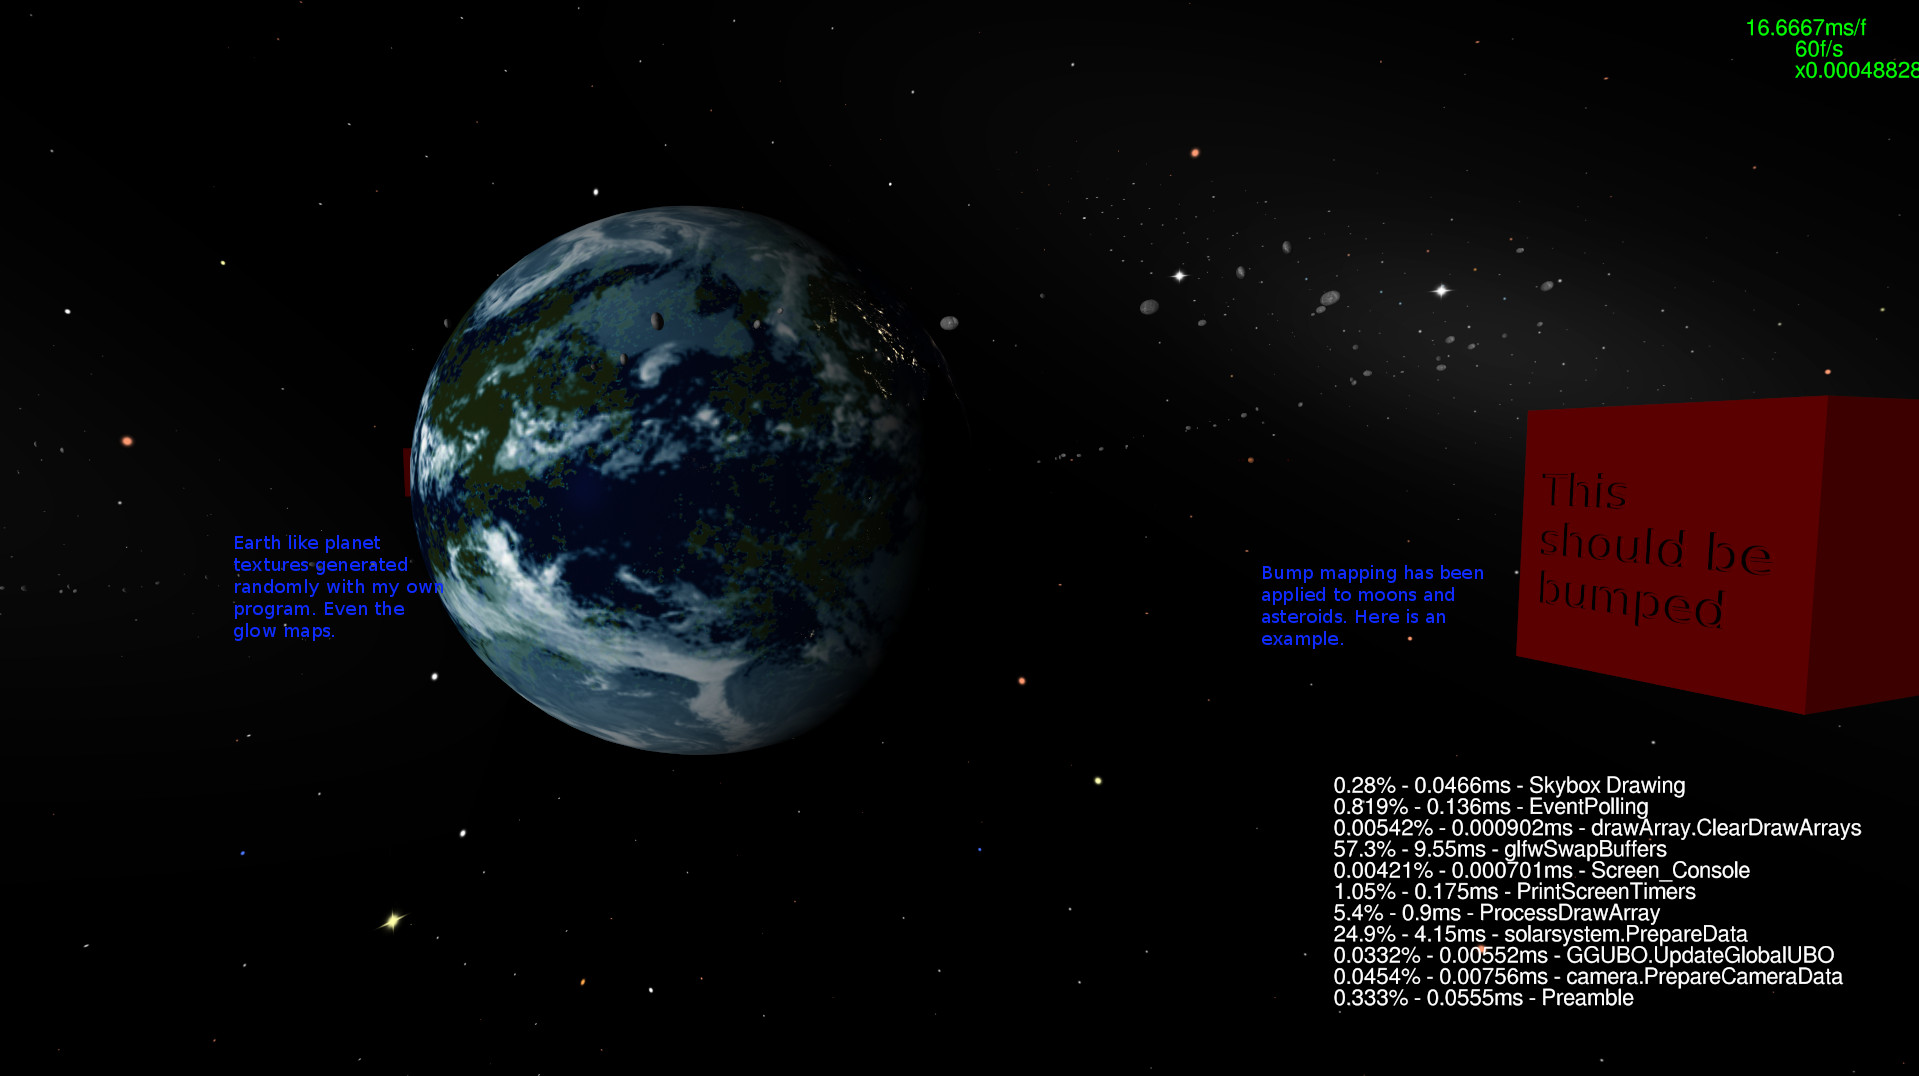 16.6667ms/f
60f/s
x0.00048828
Earth like planet
textures generated
randomly with my own
program. Even the
glow maps.
Bump mapping has been
applied to moons and
asteroids. Here is an
example.
This
should be
bumped
0.28% - 0.0466ms - Skybox Drawing
0.819% - 0.136ms - EventPolling
0.00542% - 0.000902ms - drawArray.ClearDrawArrays
57.3% - 9.55ms - glfwSwapBuffers
0.00421% - 0.000701ms - Screen_Console
1.05% - 0.175ms - PrintScreenTimers
5.4% - 0.9ms - ProcessDrawArray
24.9% - 4.15ms - solarsystem.PrepareData
0.0332% - 0.00552ms - GGUBO.UpdateGlobalUBO
0.0454% - 0.00756ms - camera.PrepareCameraData
0.333% - 0.0555ms - Preamble